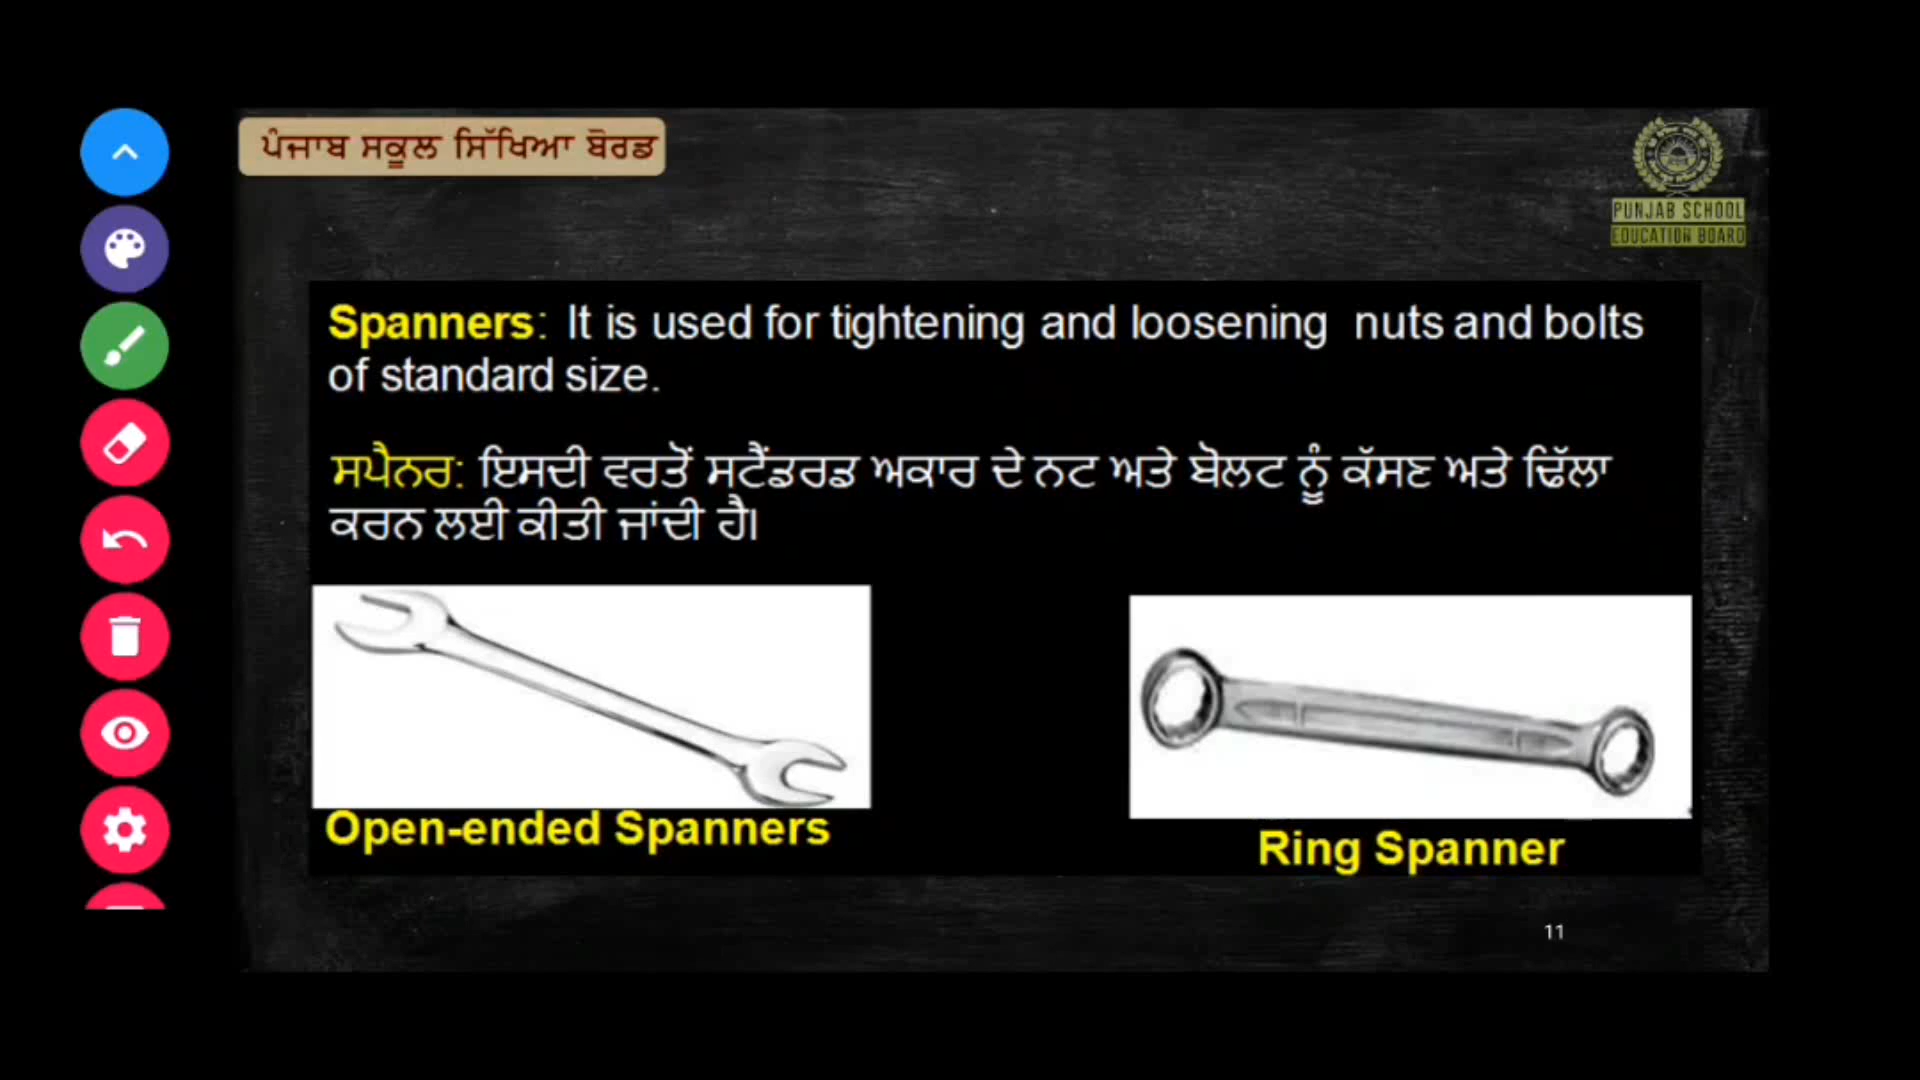 ਪੰਜਾਬ ਸਕੂਲ ਸਿੱਖਿਆ ਬੋਰਡ
PUNJAB SCHOOL
EDUCATION BOARD
Spanners: It is used for tightening and loosening nuts and bolts
of standard size.
ਸਪੈਨਰ: ਇਸਦੀ ਵਰਤੋਂ ਸਟੈਂਡਰਡ ਅਕਾਰ ਦੇ ਨਟ ਅਤੇ ਬੋਲਟ ਨੂੰ ਕੱਸਣ ਅਤੇ ਢਿੱਲਾ
ਕਰਨ ਲਈ ਕੀਤੀ ਜਾਂਦੀ ਹੈ।
Open-ended Spanners
Ring Spanner
11